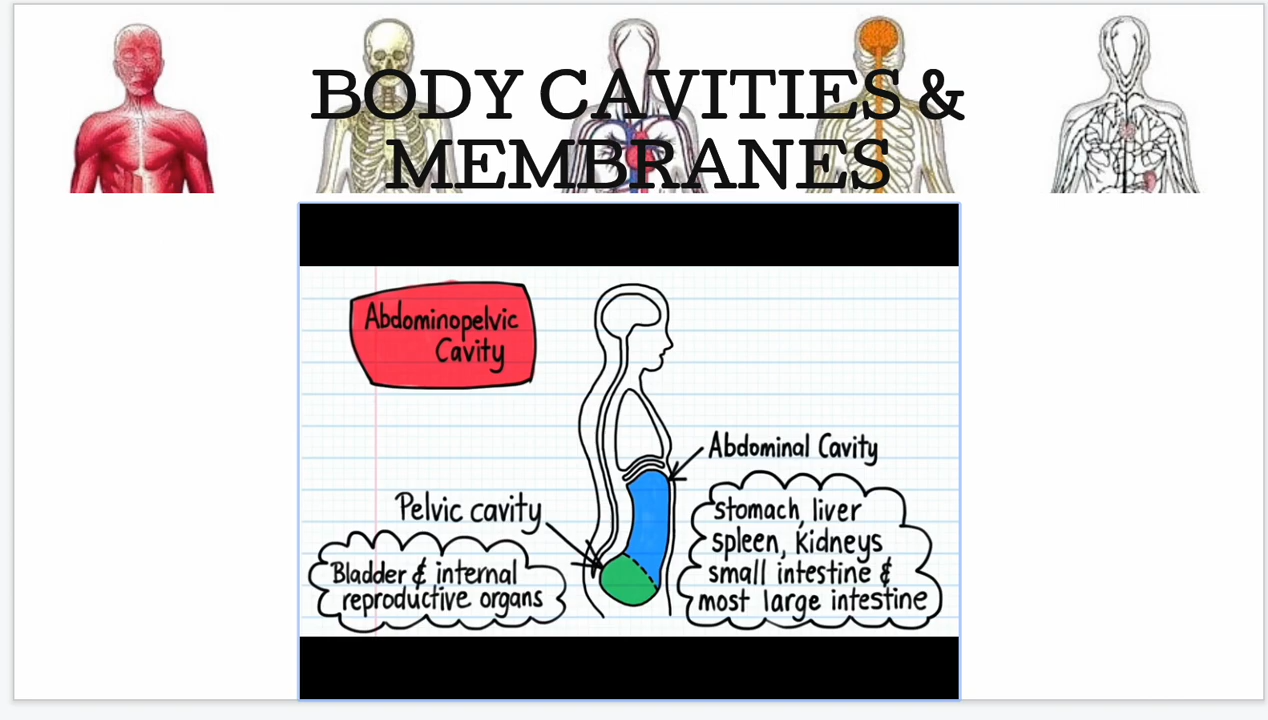 BODY CAVITIES &
MEMBRANES
Abdominopelvic
Cavity
Abdominal Cavity
Pelvic cavity
stomach, liver
spleen, kidneys
small intestine &
most large intestine
Bladder & internal
reproductive organs